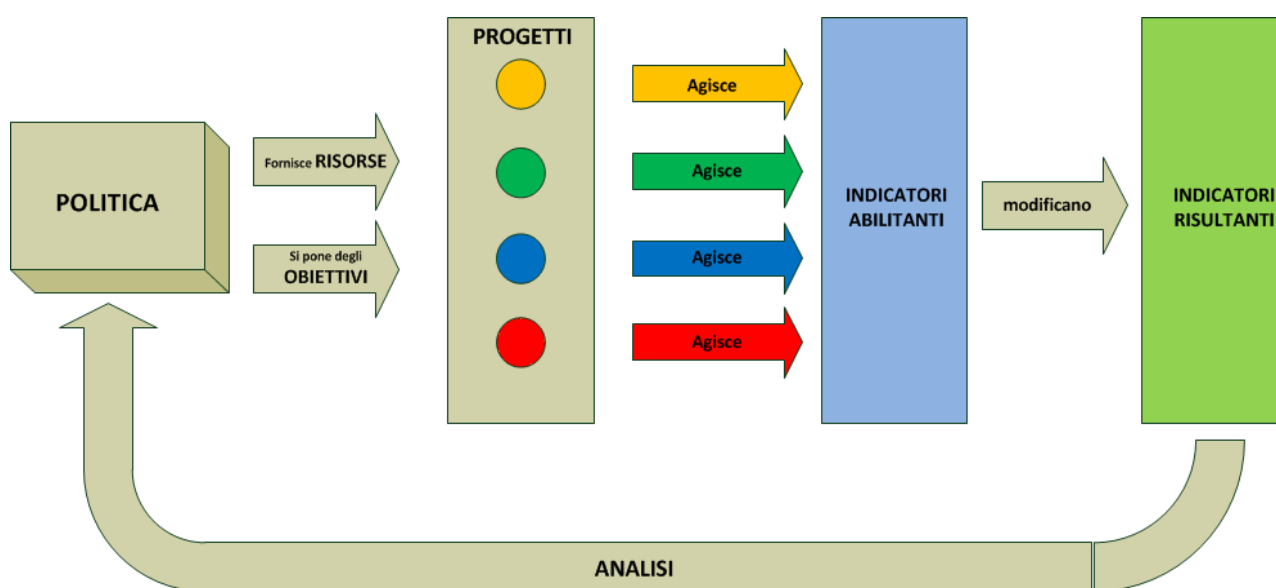 PROGETTI
Agisce
Fornisce RISORSE
Agisce
POLITICA
INDICATORI
ABILITANTI
modificano
INDICATORI
RISULTANTI
Si pone degli
OBIETTIVI
Agisce
Agisce
ANALISI